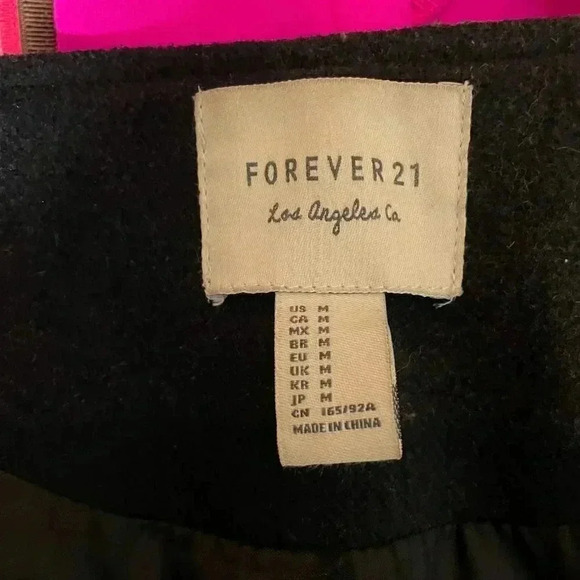 FOREVER 21
Los Angeles Ca
US M
CA M
MX M
BR M
EU M
UK M
KR M
JP M
CN 165/92A
MADE IN CHINA